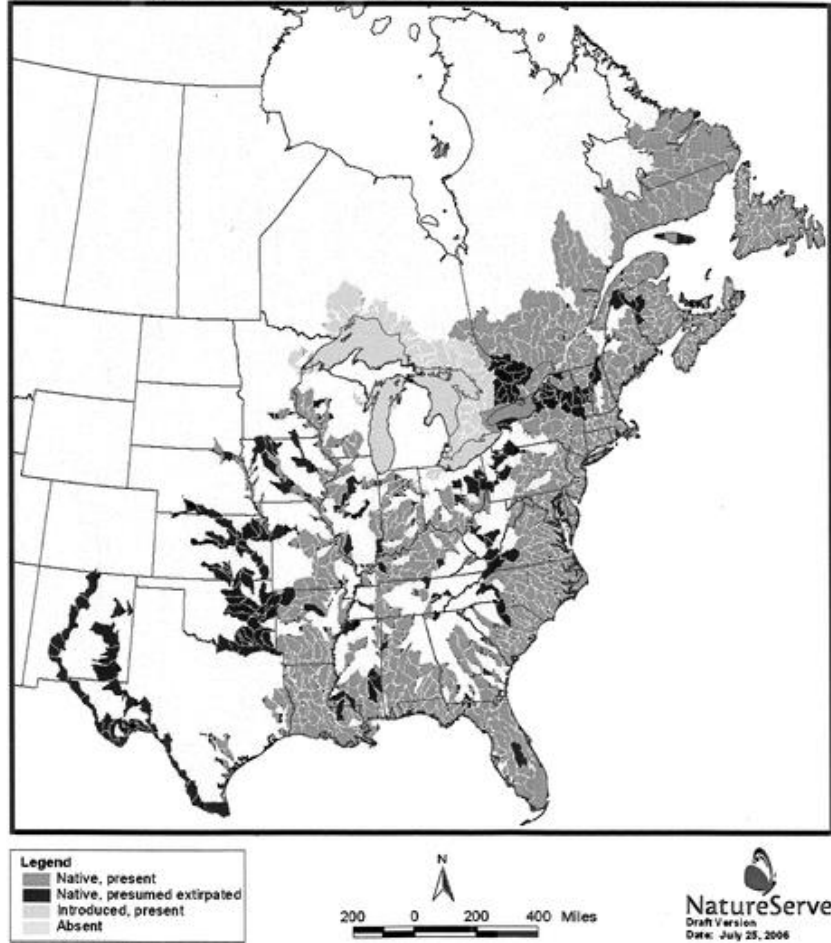 Legend
Native, present
Native, presumed extirpated
Introduced, present
Absent
N
200 0 200 400 Miles
NatureServe
Draft Version
Date: July 25, 2006